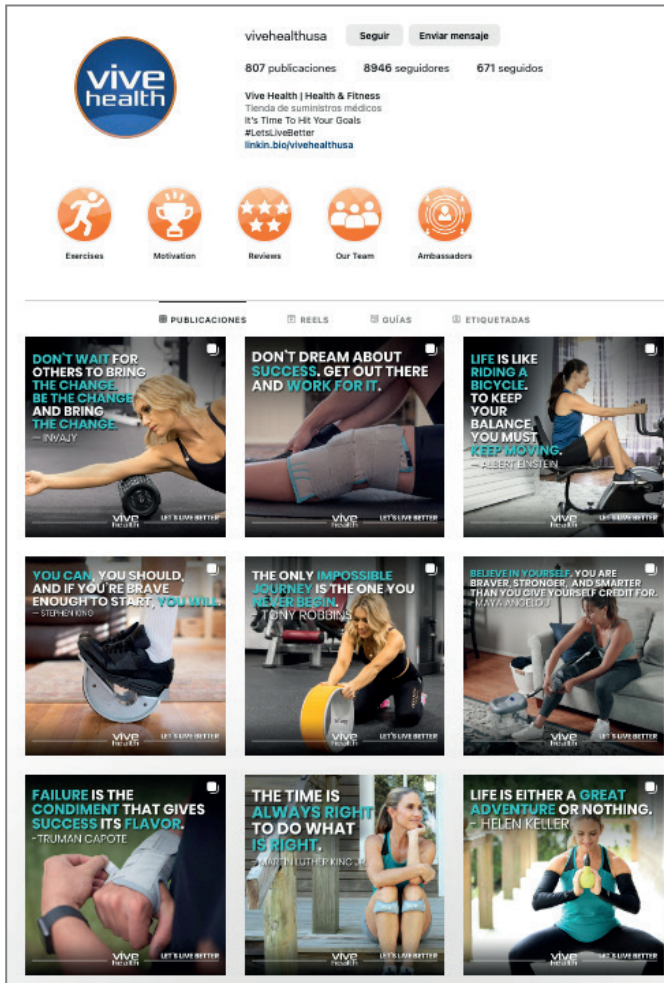 vive
health
vivehealthusa Seguir Enviar mensaje
807 publicaciones 8946 seguidores 671 seguidos
Vive Health | Health & Fitness
Tienda de suministros médicos
It's Time To Hit Your Goals
#LetsLiveBetter
linkin.bio/vivehealthusa
Exercises Motivation Reviews Our Team Ambassadors
PUBLICACIONES REELS GUÍAS ETIQUETADAS
DON'T WAIT FOR
OTHERS TO BRING
THE CHANGE.
BE THE CHANGE
AND BRING
THE CHANGE.
— INVAJY
vive
health
LET'S LIVE BETTER
DON'T DREAM ABOUT
SUCCESS. GET OUT THERE
AND WORK FOR IT.
vive
health
LET'S LIVE BETTER
LIFE IS LIKE
RIDING A
BICYCLE.
TO KEEP
YOUR
BALANCE,
YOU MUST
KEEP MOVING.
— ALBERT EINSTEIN
vive
health
LET'S LIVE BETTER
YOU CAN, YOU SHOULD,
AND IF YOU'RE BRAVE
ENOUGH TO START, YOU WILL.
— STEPHEN KING
vive
health
LET'S LIVE BETTER
THE ONLY IMPOSSIBLE
JOURNEY IS THE ONE YOU
NEVER BEGIN.
- TONY ROBBINS
vive
health
LET'S LIVE BETTER
BELIEVE IN YOURSELF. YOU ARE
BRAVER, STRONGER, AND SMARTER
THAN YOU GIVE YOURSELF CREDIT FOR.
- MAYA ANGELOU
vive
health
LET'S LIVE BETTER
FAILURE IS THE
CONDIMENT THAT GIVES
SUCCESS ITS FLAVOR.
-TRUMAN CAPOTE
vive
health
LET'S LIVE BETTER
THE TIME IS
ALWAYS RIGHT
TO DO WHAT
IS RIGHT.
- MARTIN LUTHER KING JR.
vive
health
LET'S LIVE BETTER
LIFE IS EITHER A GREAT
ADVENTURE OR NOTHING.
- HELEN KELLER
vive
health
LET'S LIVE BETTER